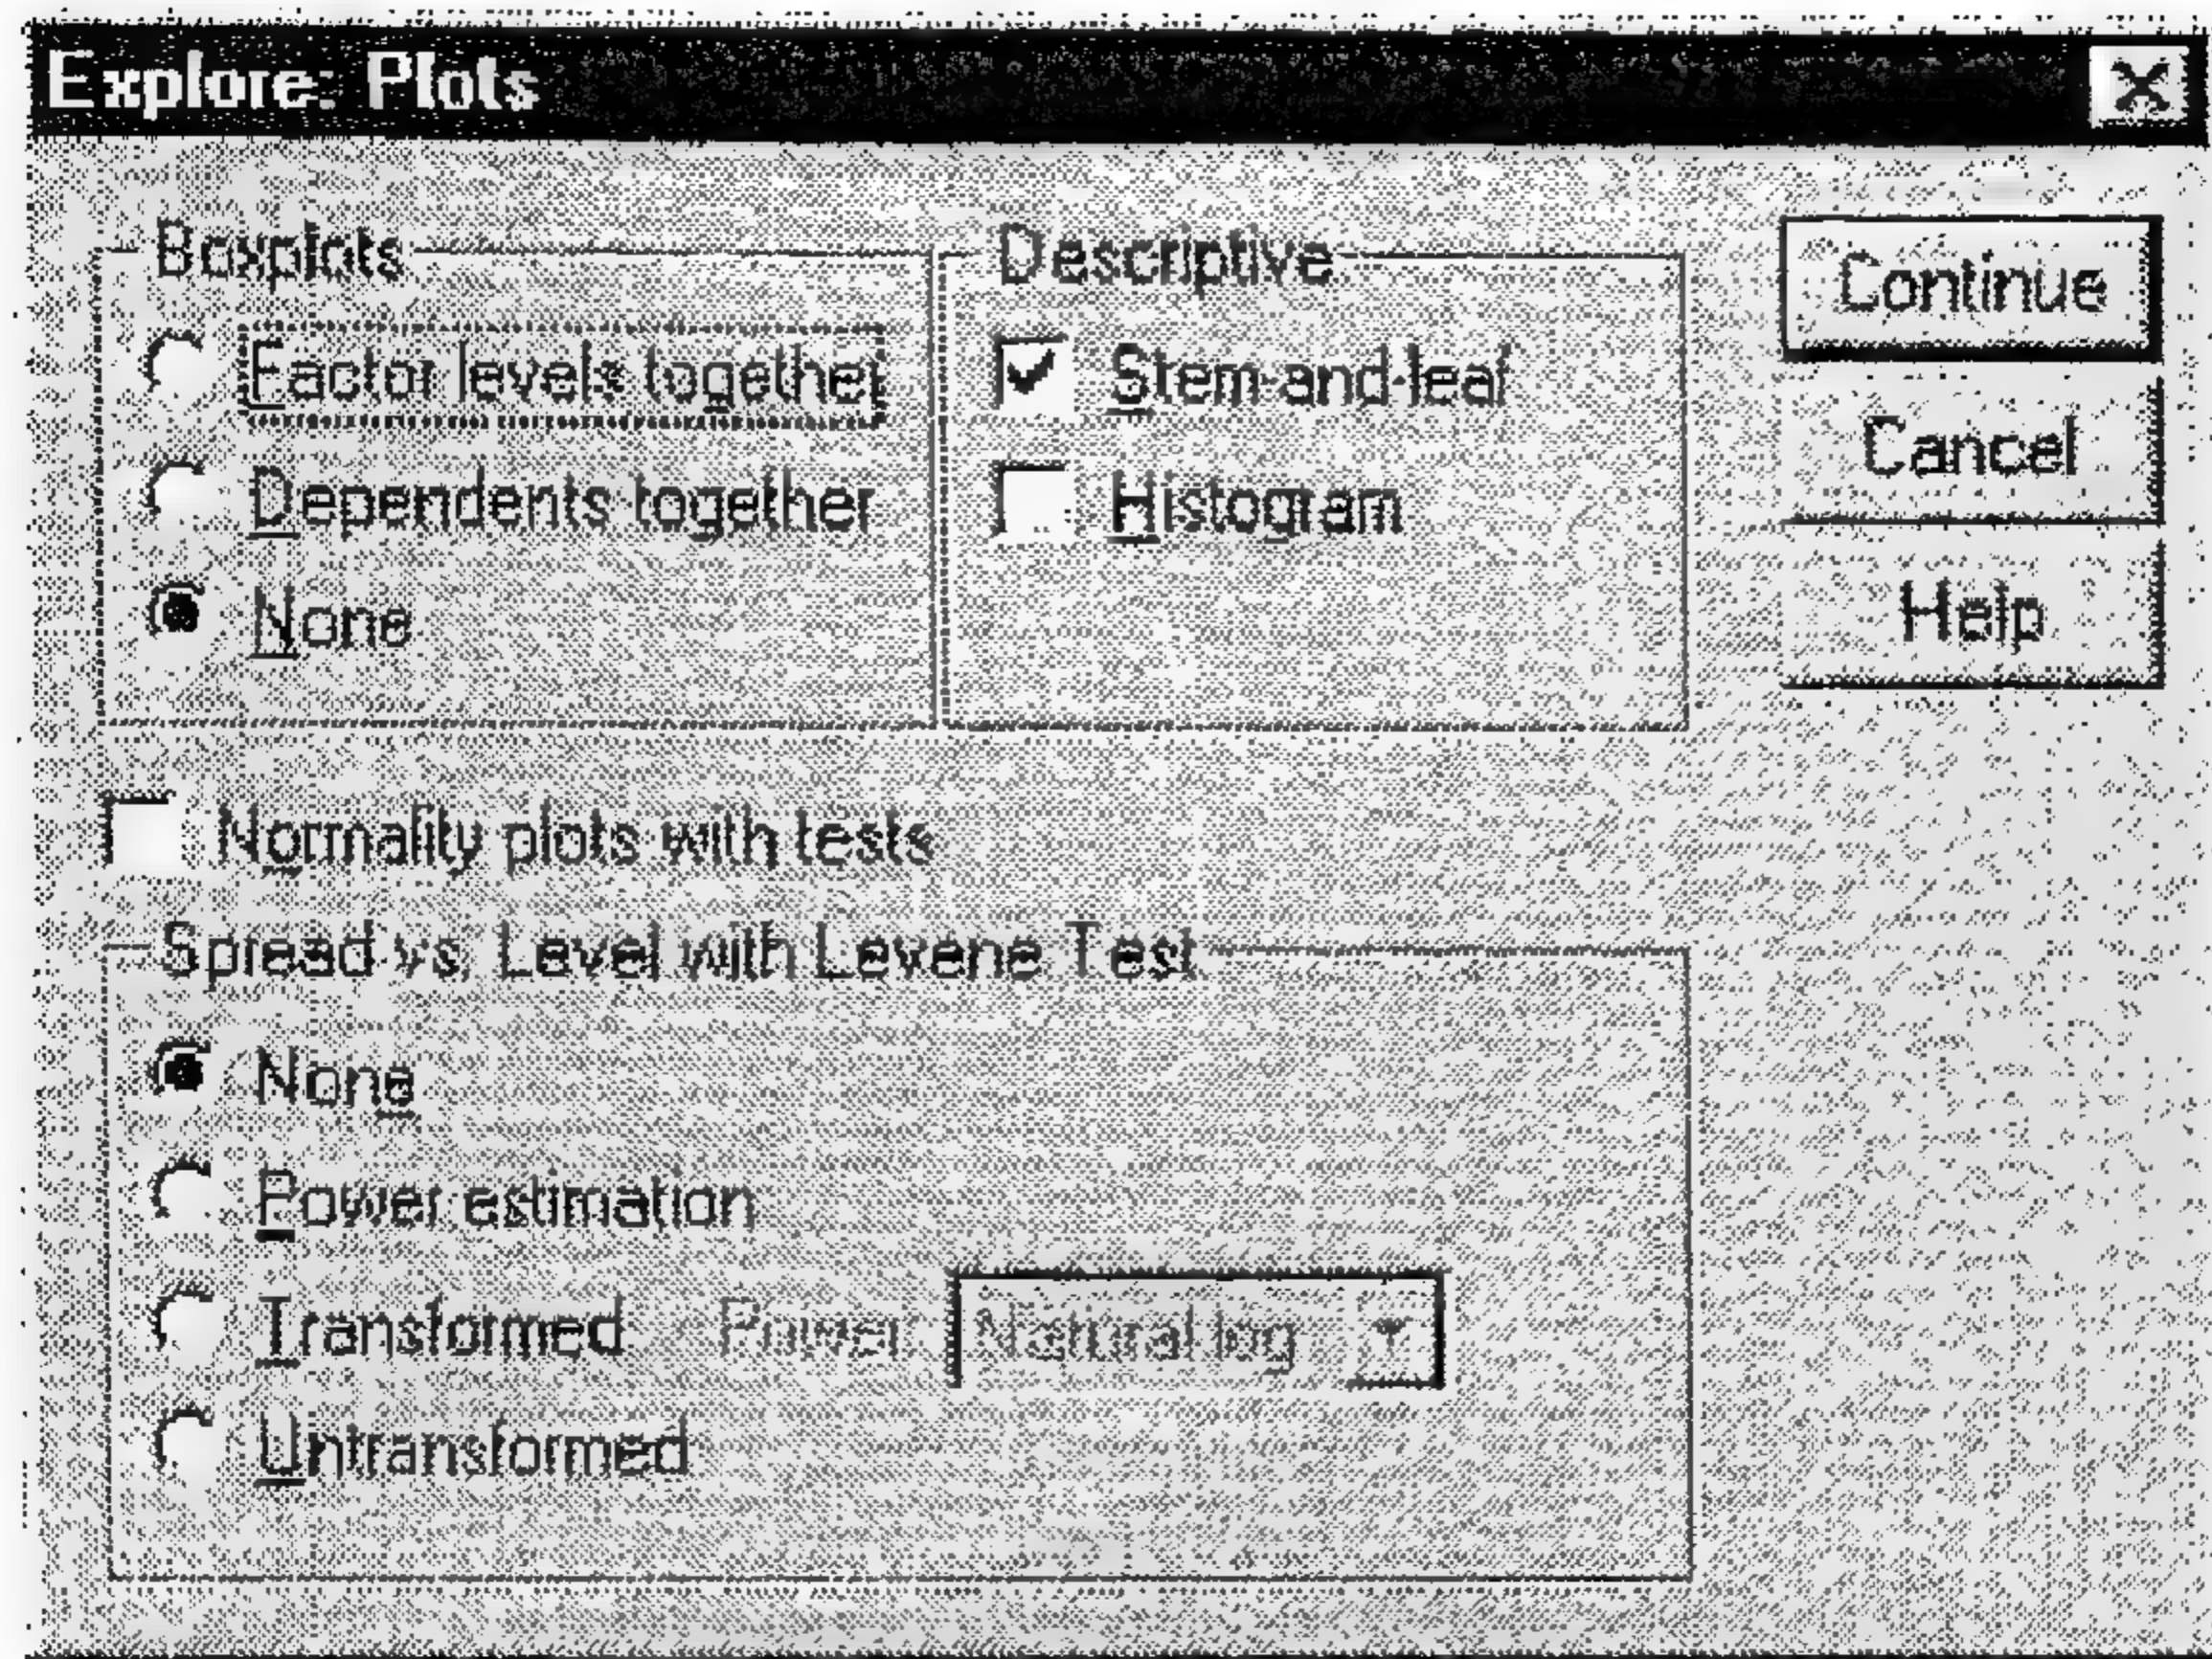 Explore: Plots
Boxplots
Factor levels together
Dependents together
None
Descriptive
Stem-and-leaf
Histogram
Continue
Cancel
Help
Normality plots with tests
Spread vs. Level with Levene Test
None
Power estimation
Transformed Power: Natural log
Untransformed